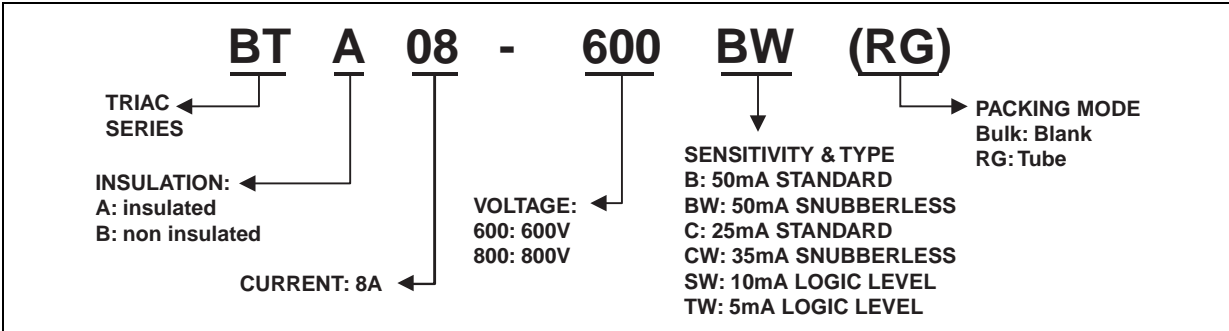 BT A 08 - 600 BW (RG)
TRIAC
SERIES
INSULATION:
A: insulated
B: non insulated
CURRENT: 8A
VOLTAGE:
600: 600V
800: 800V
SENSITIVITY & TYPE
B: 50mA STANDARD
BW: 50mA SNUBBERLESS
C: 25mA STANDARD
CW: 35mA SNUBBERLESS
SW: 10mA LOGIC LEVEL
TW: 5mA LOGIC LEVEL
PACKING MODE
Bulk: Blank
RG: Tube